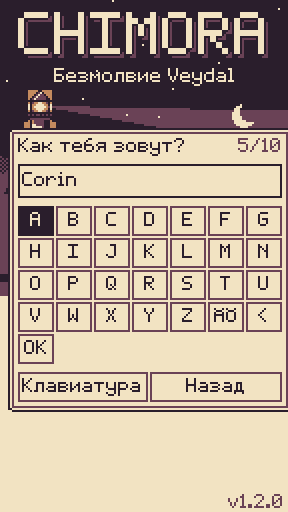 CHIMORA
Безмолвие Veydal
Как тебя зовут? 5/10
Corin
A B C D E F G
H I J K L M N
O P Q R S T U
V W X Y Z ÄÖ <
OK
Клавиатура Назад
v1.2.0